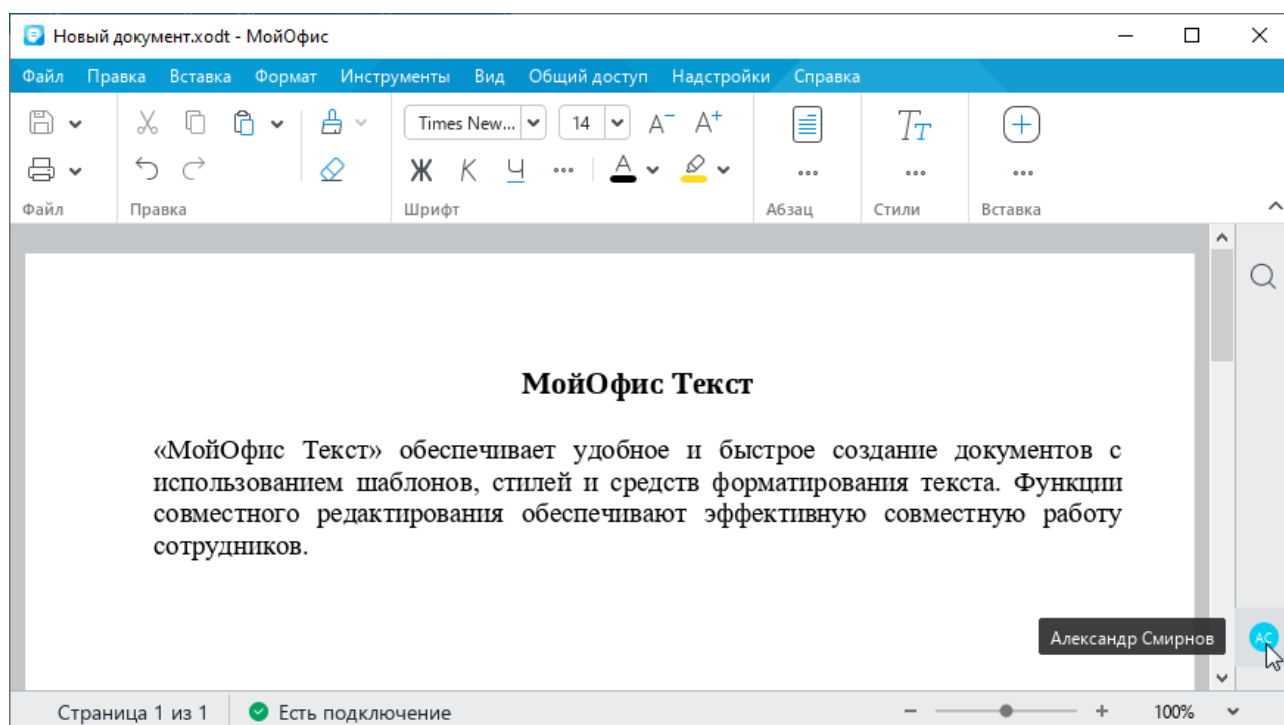 Новый документ.xodt - МойОфис
Файл Правка Вставка Формат Инструменты Вид Общий доступ Надстройки Справка
Times New... 14 A⁻ A⁺ Тт
Ж К Ч ... А ... ... ...
Файл Правка Шрифт Абзац Стили Вставка
МойОфис Текст
«МойОфис Текст» обеспечивает удобное и быстрое создание документов с
использованием шаблонов, стилей и средств форматирования текста. Функции
совместного редактирования обеспечивают эффективную совместную работу
сотрудников.
Александр Смирнов АС
Страница 1 из 1 Есть подключение 100%